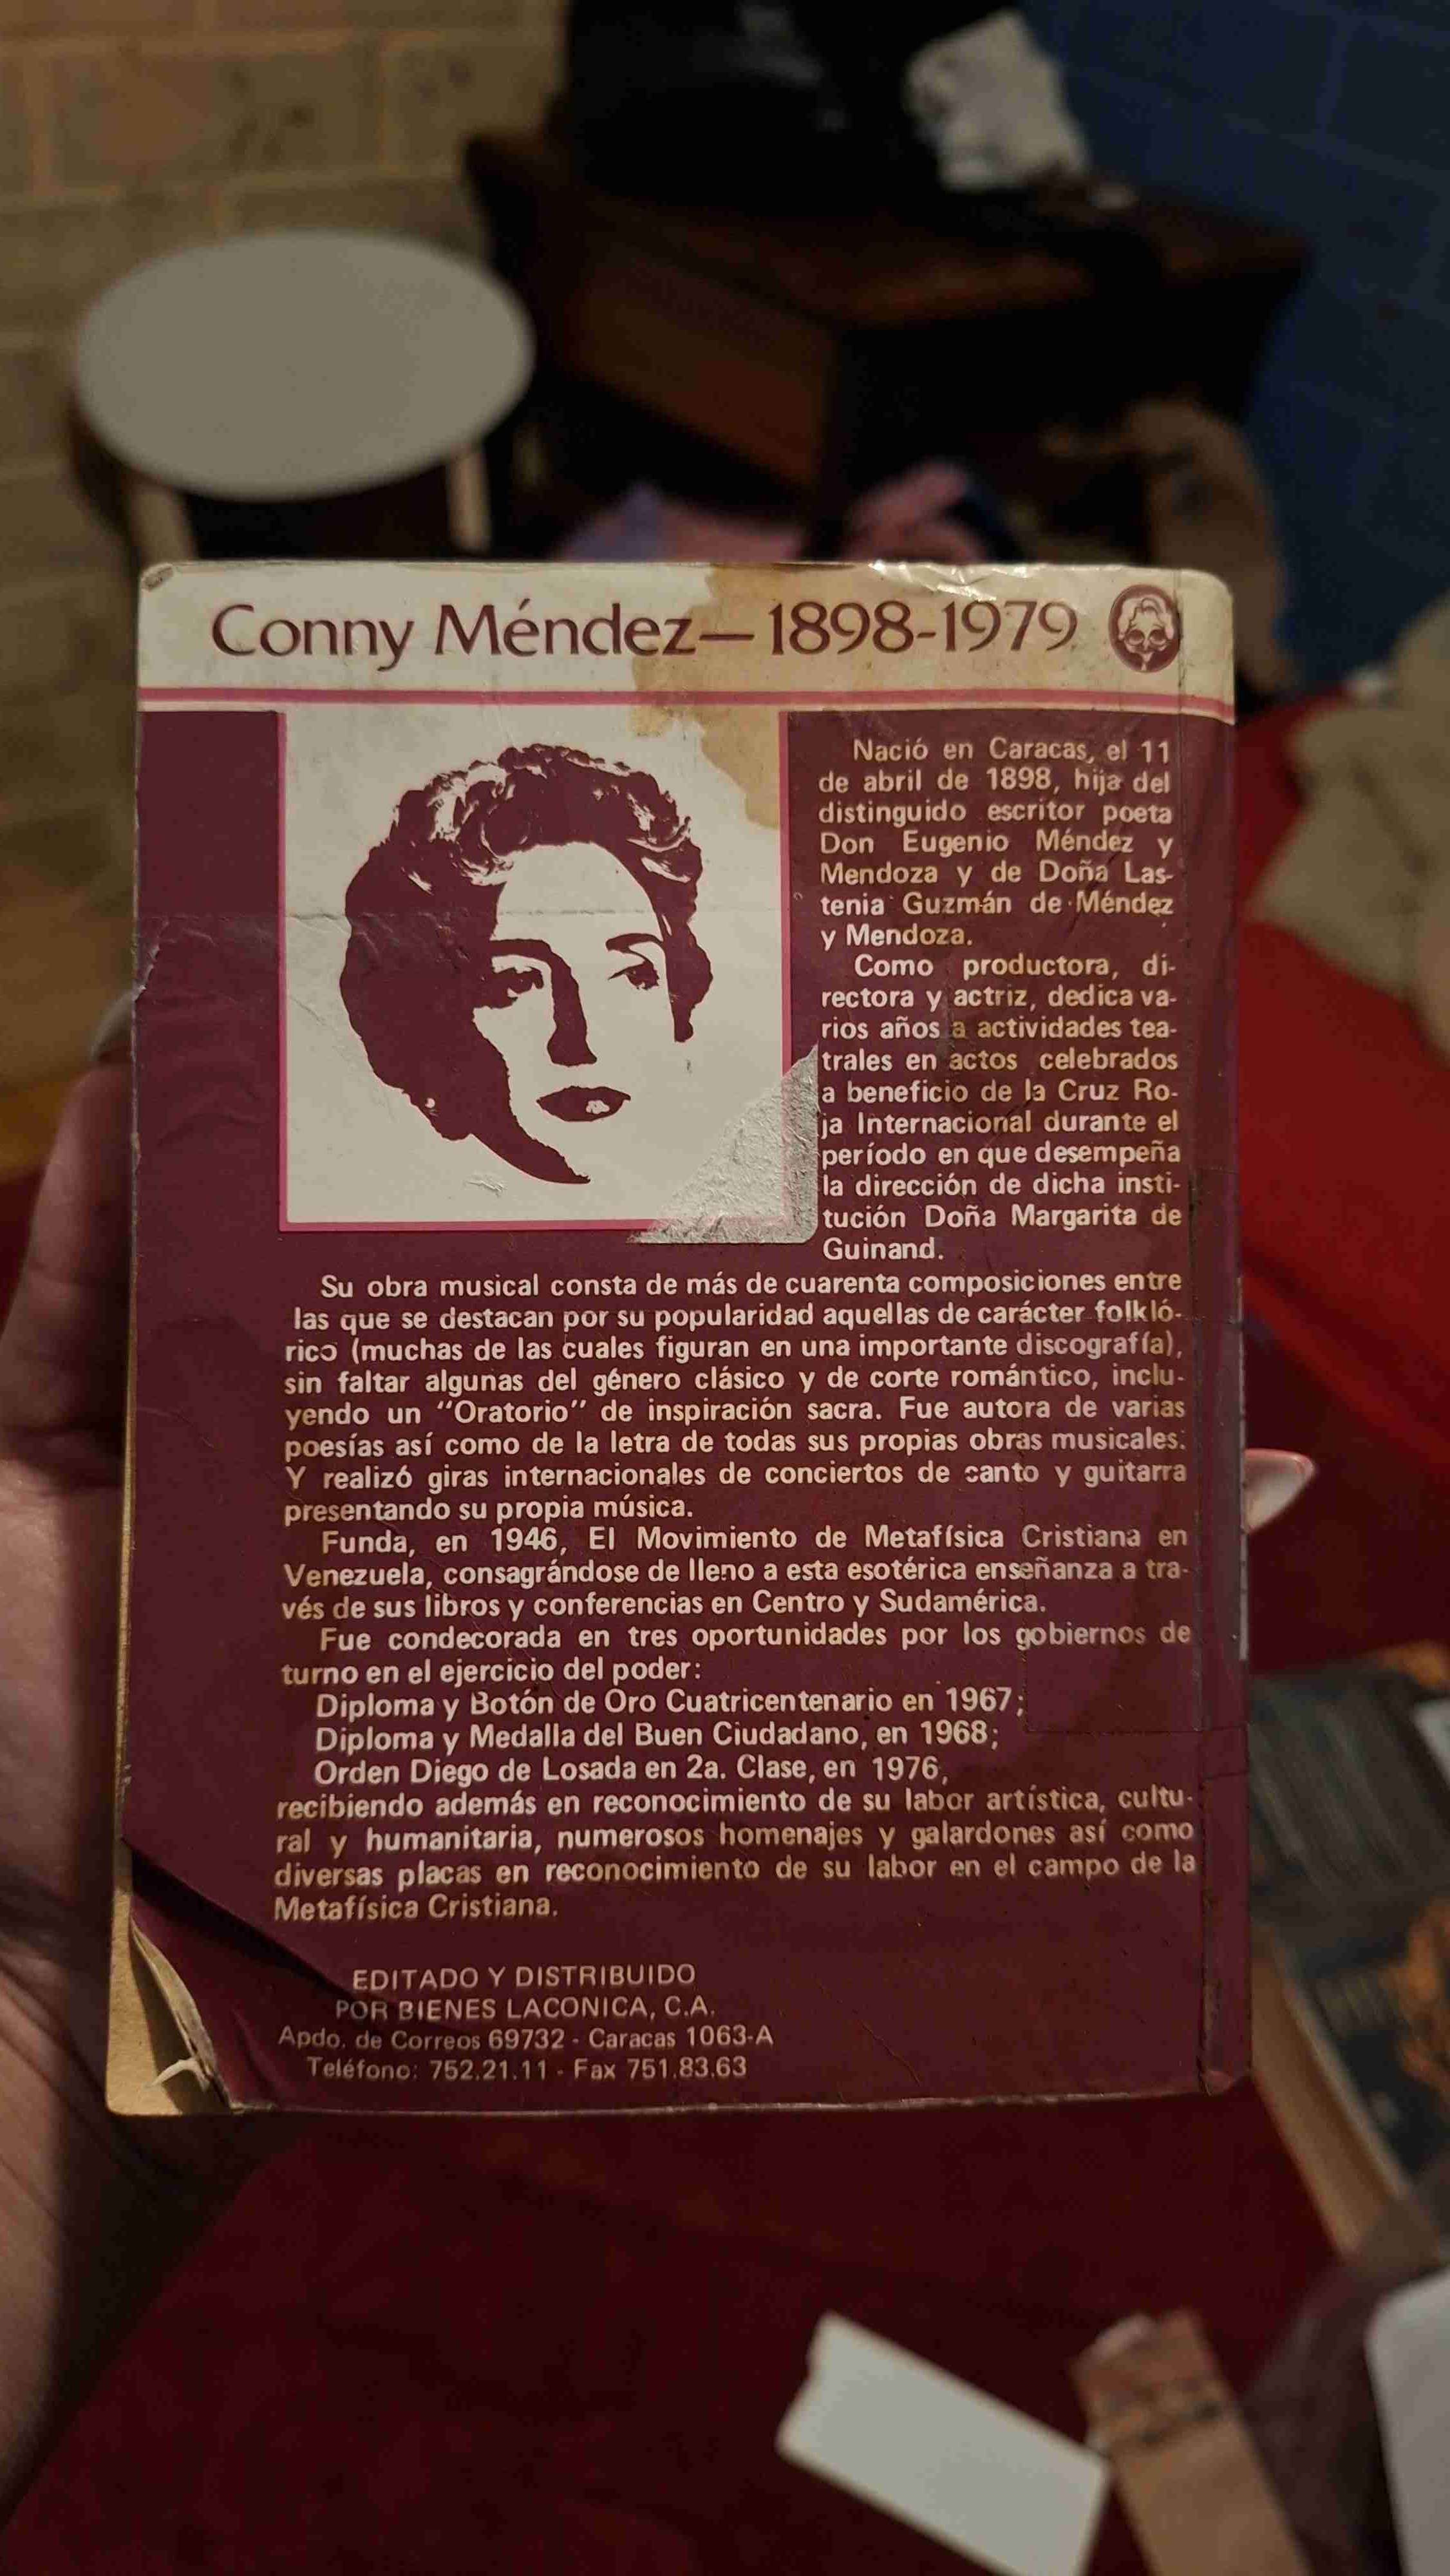 Conny Méndez—1898-1979
Nació en Caracas, el 11
de abril de 1898, hija del
distinguido escritor poeta
Don Eugenio Méndez y
Mendoza y de Doña Las-
tenia Guzmán de Méndez
y Mendoza.
Como productora, di-
rectora y actriz, dedica va-
rios años a actividades tea-
trales en actos celebrados
a beneficio de la Cruz Ro-
ja Internacional durante el
período en que desempeña
la dirección de dicha insti-
tución Doña Margarita de
Guinand.
Su obra musical consta de más de cuarenta composiciones entre
las que se destacan por su popularidad aquellas de carácter folkló-
rico (muchas de las cuales figuran en una importante discografía),
sin faltar algunas del género clásico y de corte romántico, inclu-
yendo un "Oratorio" de inspiración sacra. Fue autora de varias
poesías así como de la letra de todas sus propias obras musicales.
Y realizó giras internacionales de conciertos de canto y guitarra
presentando su propia música.
Funda, en 1946, El Movimiento de Metafísica Cristiana en
Venezuela, consagrándose de lleno a esta esotérica enseñanza a tra-
vés de sus libros y conferencias en Centro y Sudamérica.
Fue condecorada en tres oportunidades por los gobiernos de
turno en el ejercicio del poder:
Diploma y Botón de Oro Cuatricentenario en 1967;
Diploma y Medalla del Buen Ciudadano, en 1968;
Orden Diego de Losada en 2a. Clase, en 1976,
recibiendo además en reconocimiento de su labor artística, cultu-
ral y humanitaria, numerosos homenajes y galardones así como
diversas placas en reconocimiento de su labor en el campo de la
Metafísica Cristiana.
EDITADO Y DISTRIBUIDO
POR BIENES LACONICA, C.A.
Apdo. de Correos 69732 - Caracas 1063-A
Teléfono: 752.21.11 - Fax 751.83.63